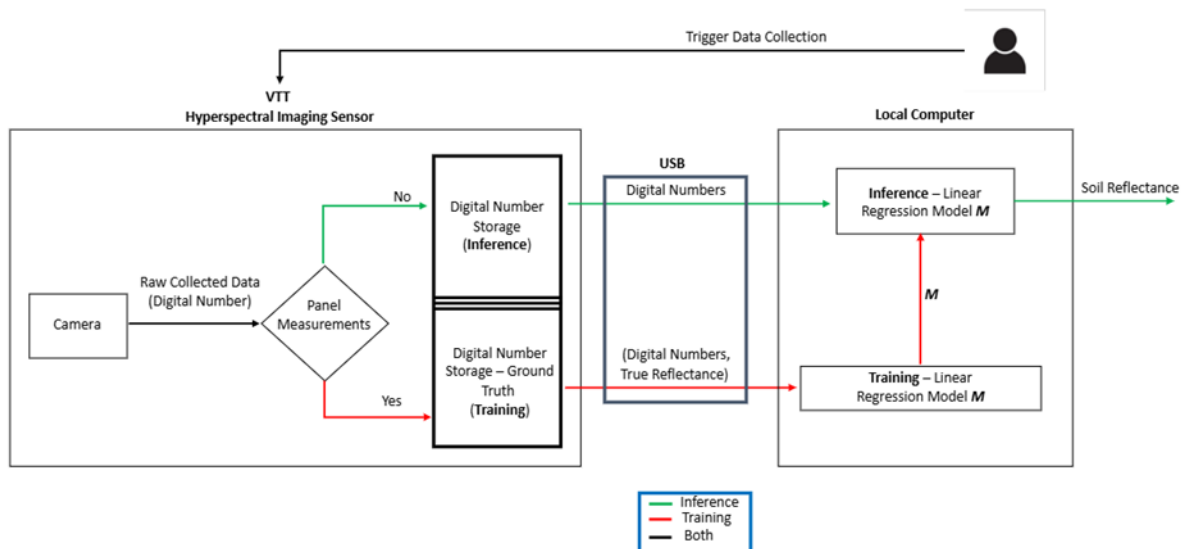 Trigger Data Collection
VTT
Hyperspectral Imaging Sensor
Camera
Raw Collected Data
(Digital Number)
Panel
Measurements
No
Yes
Digital Number
Storage
(Inference)
Digital Number
Storage – Ground
Truth
(Training)
USB
Digital Numbers
(Digital Numbers,
True Reflectance)
Local Computer
Inference – Linear
Regression Model M
M
Training – Linear
Regression Model M
Soil Reflectance
Inference
Training
Both